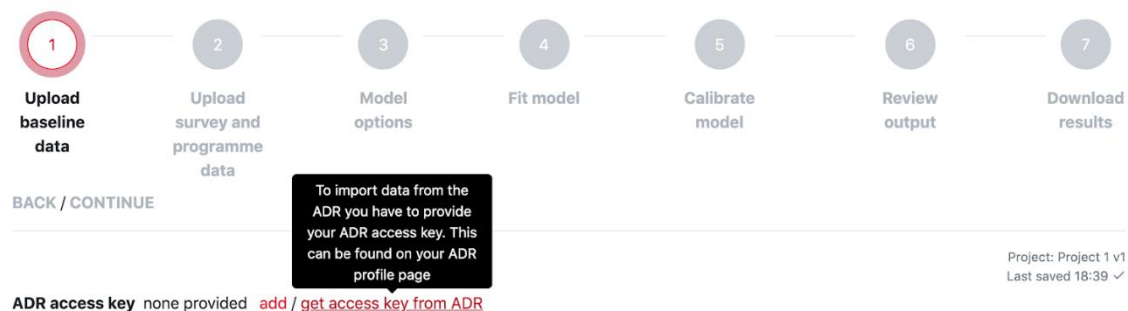 1 2 3 4 5 6 7
Upload baseline data
Upload survey and programme data
Model options
Fit model
Calibrate model
Review output
Download results
BACK / CONTINUE
To import data from the
ADR you have to provide
your ADR access key. This
can be found on your ADR
profile page
Project: Project 1 v1
Last saved 18:39 ✓
ADR access key none provided add / get access key from ADR